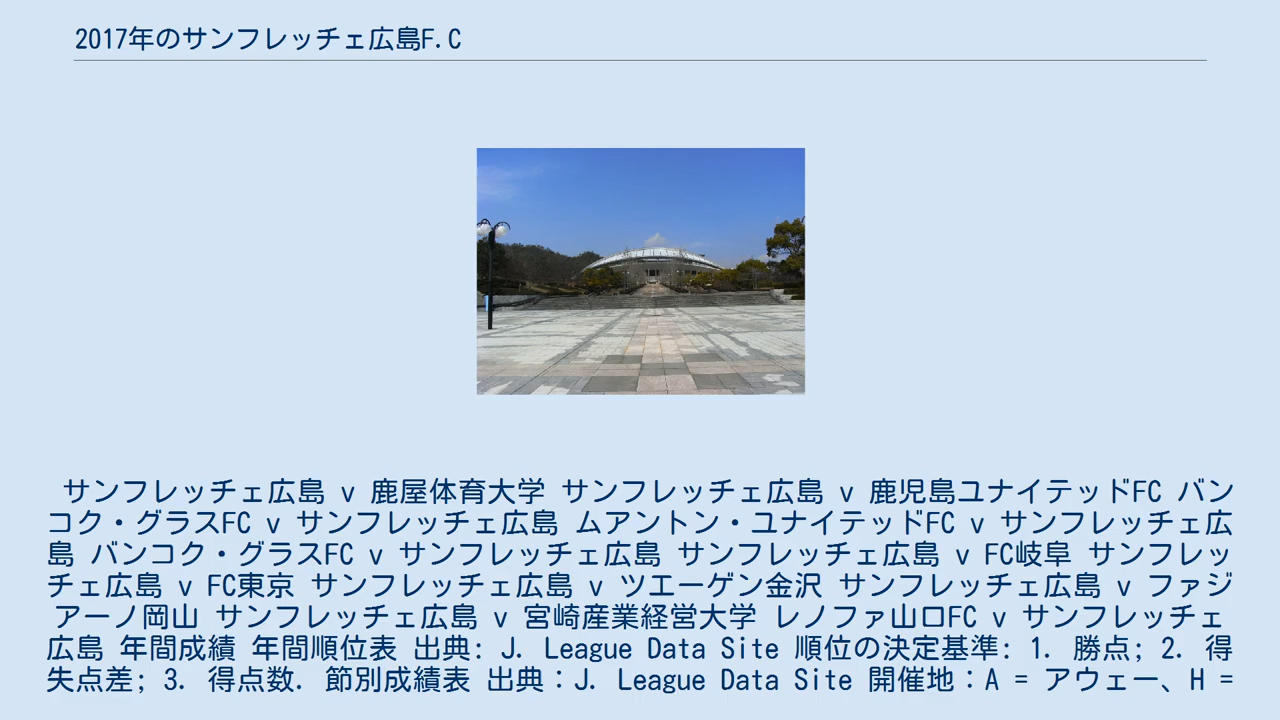 2017年のサンフレッチェ広島F.C
サンフレッチェ広島 v 鹿屋体育大学 サンフレッチェ広島 v 鹿児島ユナイテッドFC バン
コク・グラスFC v サンフレッチェ広島 ムアントン・ユナイテッドFC v サンフレッチェ広
島 バンコク・グラスFC v サンフレッチェ広島 サンフレッチェ広島 v FC岐阜 サンフレッ
チェ広島 v FC東京 サンフレッチェ広島 v ツエーゲン金沢 サンフレッチェ広島 v ファジ
アーノ岡山 サンフレッチェ広島 v 宮崎産業経営大学 レノファ山口FC v サンフレッチェ
広島 年間成績 年間順位表 出典: J. League Data Site 順位の決定基準: 1. 勝点; 2. 得
失点差; 3. 得点数. 節別成績表 出典：J. League Data Site 開催地：A = アウェー、H =